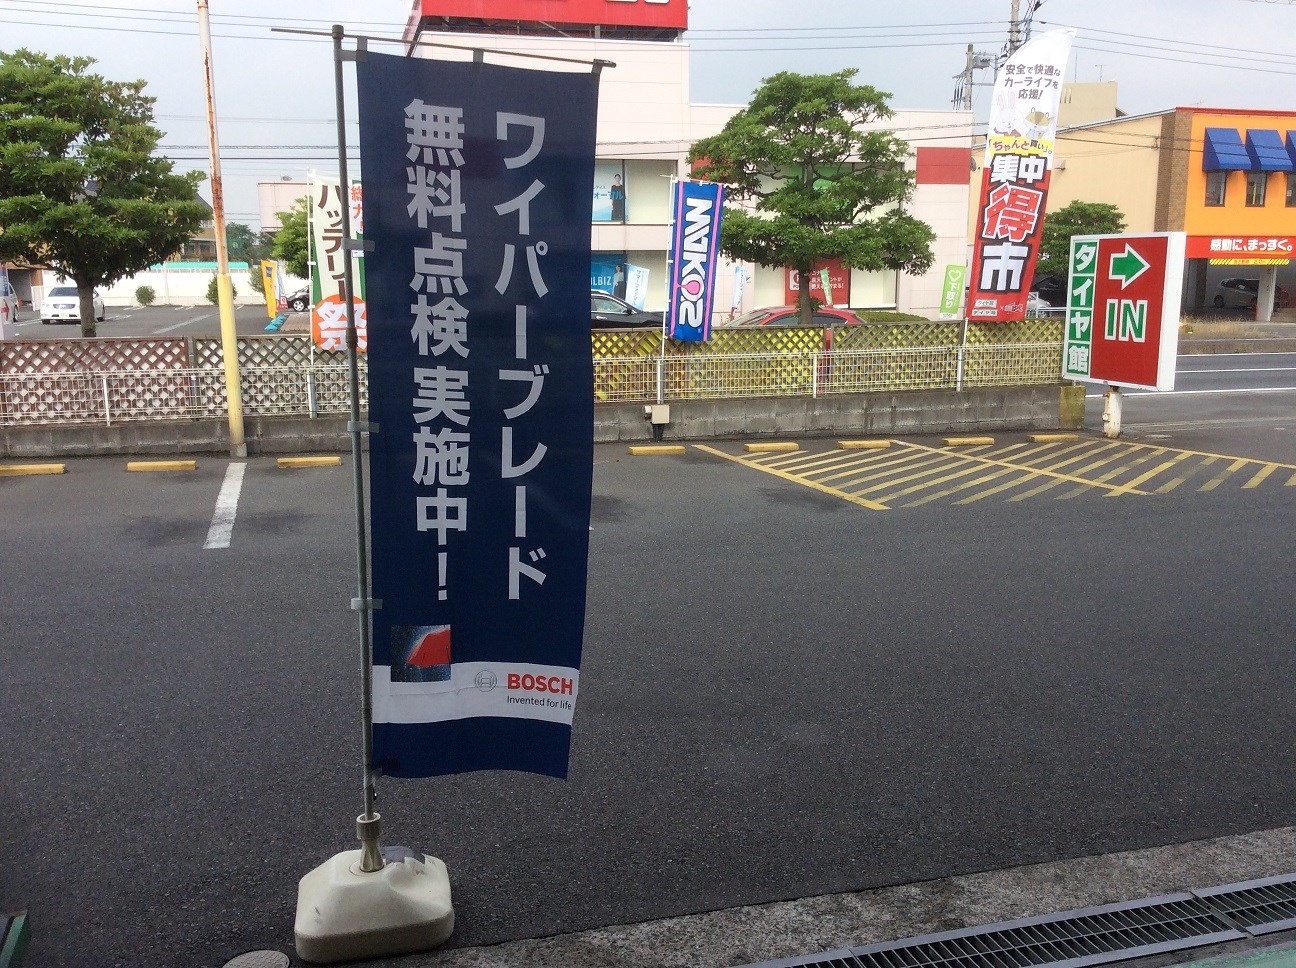 ワイパーブレード
無料点検実施中！
BOSCH
Invented for life
バッテリー
祭
安全で快適な
カーライフを
応援!
「ちゃんと買い」。
集中
得
市
タイヤ館
IN
下取り
感動に、まっすぐ。